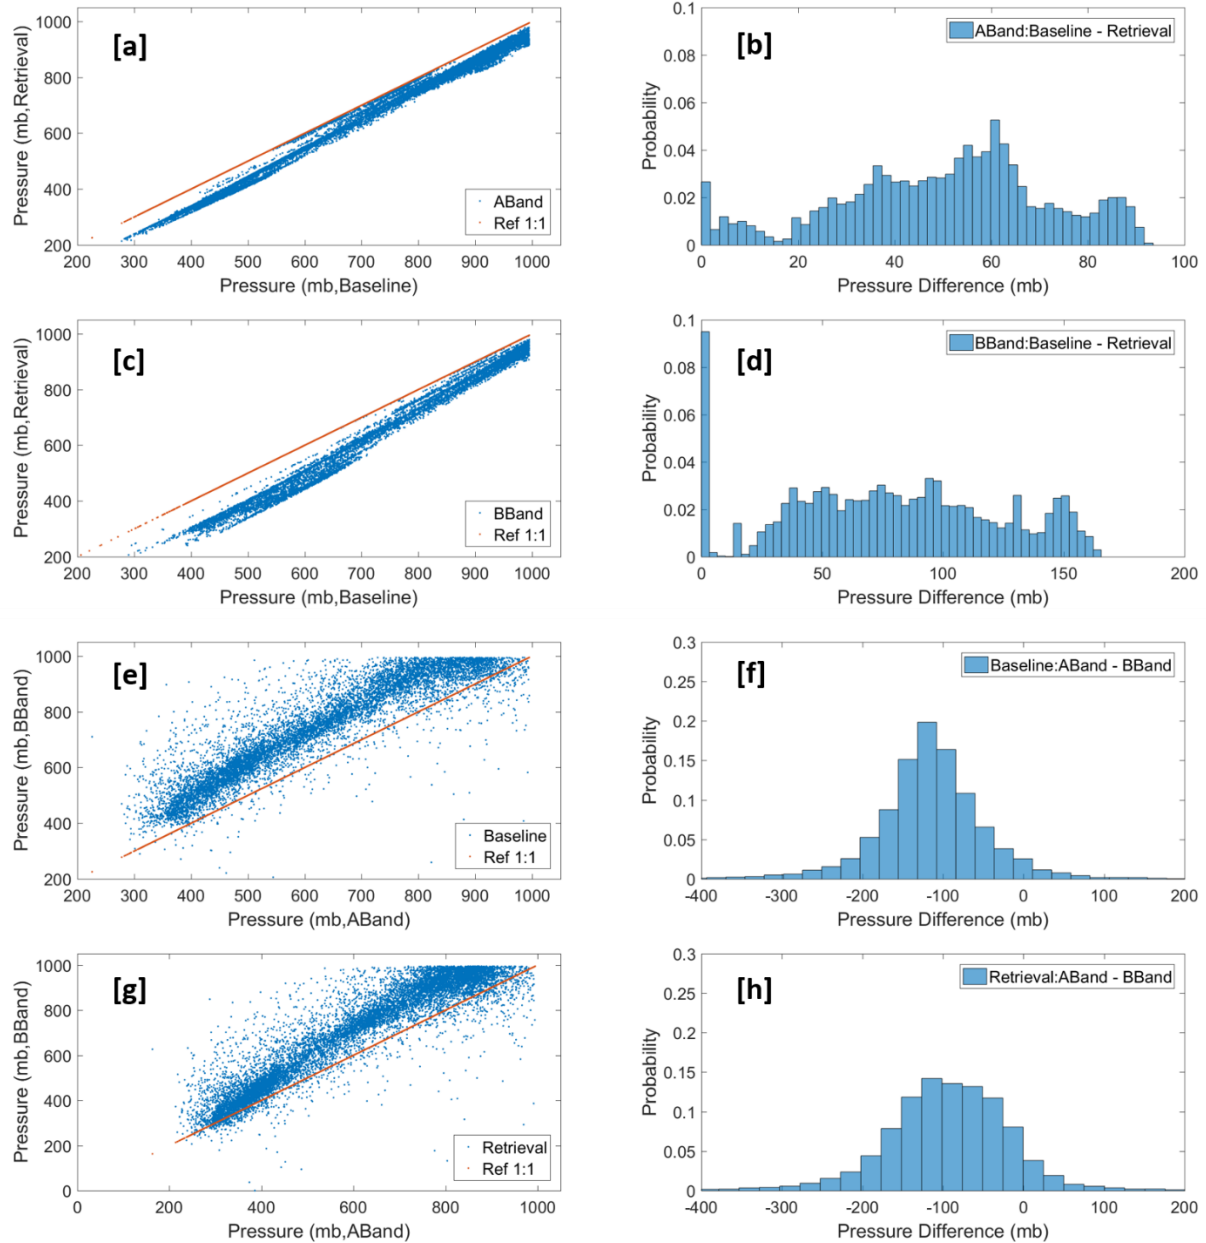 [a]
Pressure (mb,Retrieval)
1000
800
600
400
200
ABand
Ref 1:1
200 300 400 500 600 700 800 900 1000
Pressure (mb,Baseline)
[b]
Probability
0.1
0.08
0.06
0.04
0.02
0
ABand:Baseline - Retrieval
0 20 40 60 80 100
Pressure Difference (mb)
[c]
Pressure (mb,Retrieval)
1000
800
600
400
200
BBand
Ref 1:1
200 300 400 500 600 700 800 900 1000
Pressure (mb,Baseline)
[d]
Probability
0.1
0.08
0.06
0.04
0.02
0
BBand:Baseline - Retrieval
0 50 100 150 200
Pressure Difference (mb)
[e]
Pressure (mb,BBand)
1000
800
600
400
200
Baseline
Ref 1:1
200 300 400 500 600 700 800 900 1000
Pressure (mb,ABand)
[f]
Probability
0.3
0.25
0.2
0.15
0.1
0.05
0
Baseline:ABand - BBand
-400 -300 -200 -100 0 100 200
Pressure Difference (mb)
[g]
Pressure (mb,BBand)
1000
800
600
400
200
0
Retrieval
Ref 1:1
0 200 400 600 800 1000
Pressure (mb,ABand)
[h]
Probability
0.3
0.25
0.2
0.15
0.1
0.05
0
Retrieval:ABand - BBand
-400 -300 -200 -100 0 100 200
Pressure Difference (mb)